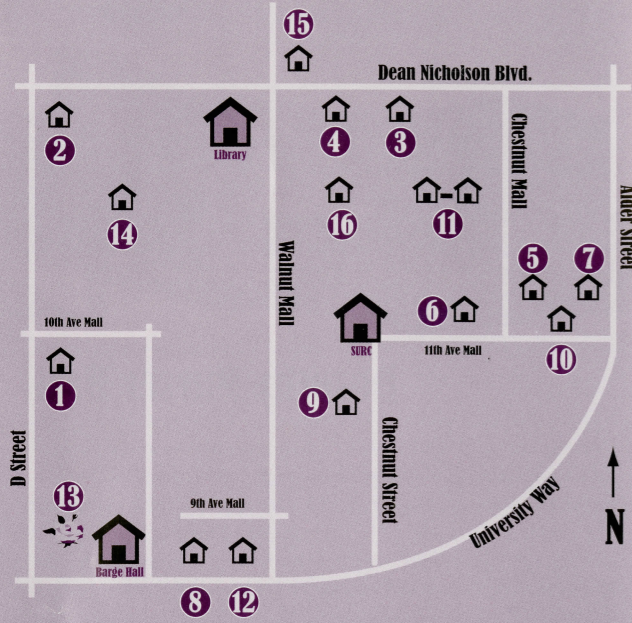 15
Dean Nicholson Blvd.
2
Library
4
3
Chestnut Mall
Alder Street
14
16
11
Walnut Mall
5
7
6
10th Ave Mall
SURC
11th Ave Mall
10
1
9
D Street
Chestnut Street
13
9th Ave Mall
University Way
N
Barge Hall
8
12